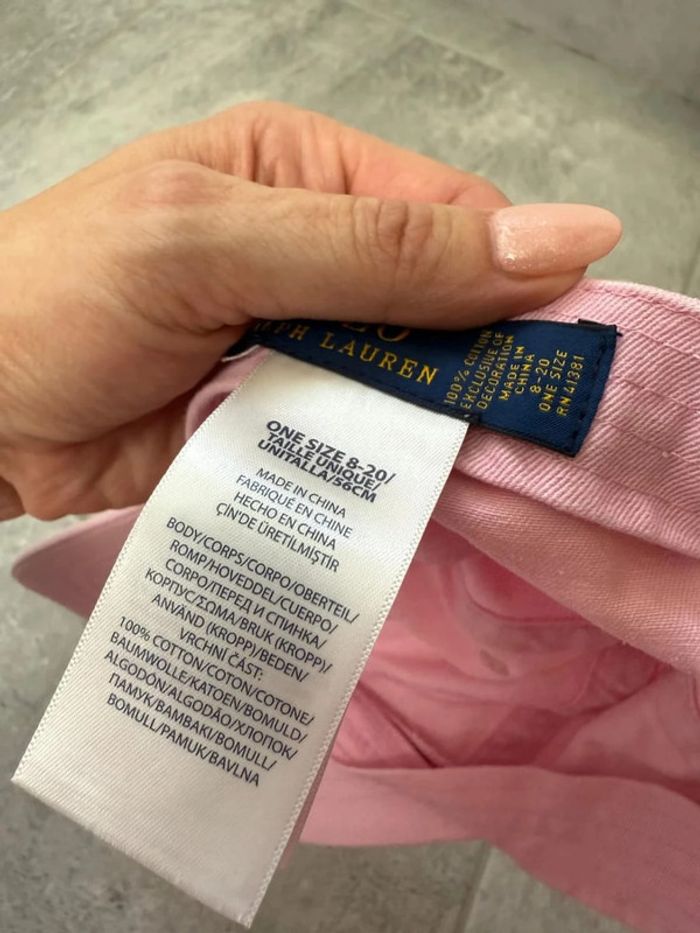 LAUREN
100% COTTON
EXCLUSIVE OF
DECORATION
MADE IN
CHINA
8-20
ONE SIZE
RN 41381
ONE SIZE 8-20/
TAILLE UNIQUE/
UNITALLA/56CM
MADE IN CHINA
FABRIQUÉ EN CHINE
HECHO EN CHINA
ÇİN'DE ÜRETİLMİŞTİR
BODY/CORPS/CORPO/OBERTEIL/
ROMP/HOVEDDEL/CUERPO/
CORPO/ПЕРЕД И СПИНКА/
КОРПУС/ΣΩΜΑ/BRUK (KROPP)/
ANVÄND (KROPP)/BEDEN/
VRCHNÍ ČÁST:
100% COTTON/COTON/COTONE/
BAUMWOLLE/KATOEN/BOMULD/
ALGODÓN/ALGODÃO/ХЛОПОК/
ПАМУК/ΒΑΜΒΑΚΙ/BOMULL/
BOMULL/PAMUK/BAVLNA